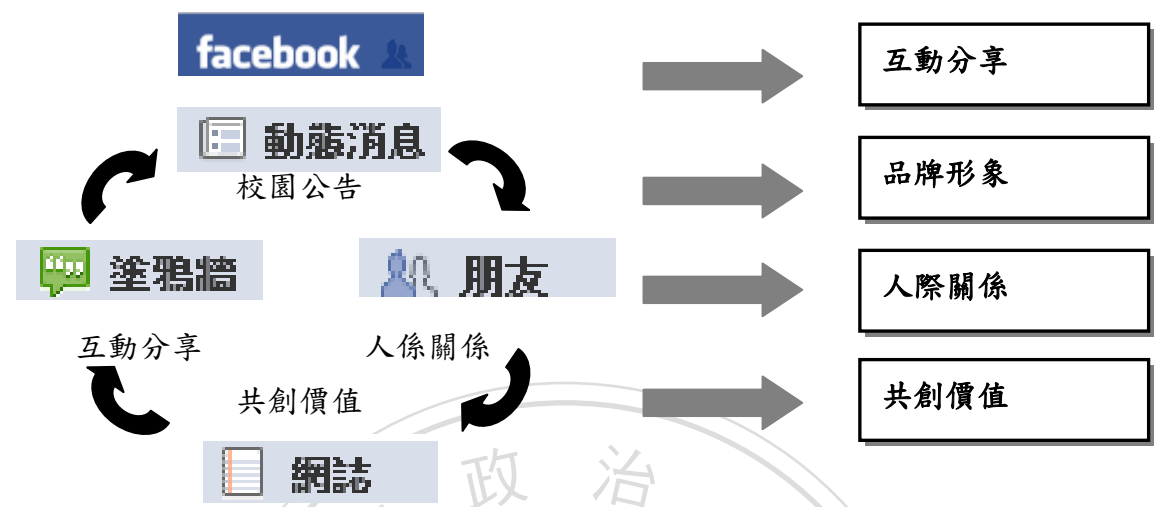 facebook
互動分享
動態消息
校園公告
品牌形象
塗鴉牆
朋友
人際關係
互動分享
人係關係
共創價值
共創價值
網誌
政治